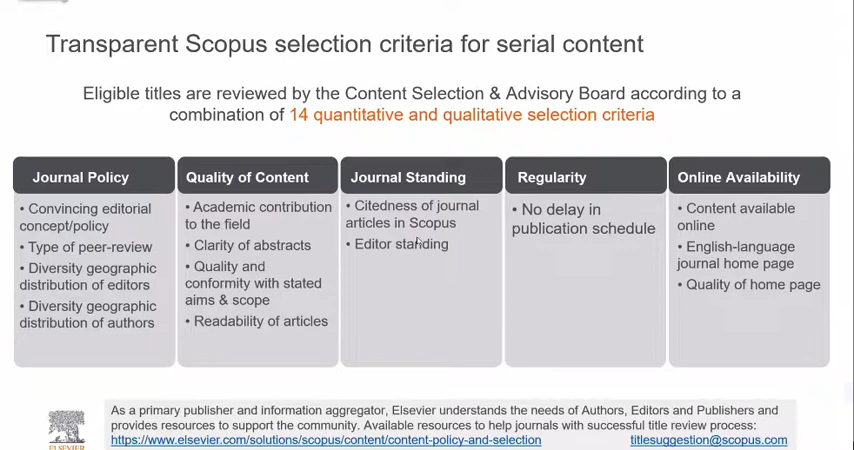 Transparent Scopus selection criteria for serial content
Eligible titles are reviewed by the Content Selection & Advisory Board according to a
combination of 14 quantitative and qualitative selection criteria
Journal Policy
• Convincing editorial
concept/policy
• Type of peer-review
• Diversity geographic
distribution of editors
• Diversity geographic
distribution of authors
Quality of Content
• Academic contribution
to the field
• Clarity of abstracts
• Quality and
conformity with stated
aims & scope
• Readability of articles
Journal Standing
• Citedness of journal
articles in Scopus
• Editor standing
Regularity
• No delay in
publication schedule
Online Availability
• Content available
online
• English-language
journal home page
• Quality of home page
ELSEVIER
As a primary publisher and information aggregator, Elsevier understands the needs of Authors, Editors and Publishers and
provides resources to support the community. Available resources to help journals with successful title review process:
https://www.elsevier.com/solutions/scopus/content/content-policy-and-selection titlesuggestion@scopus.com